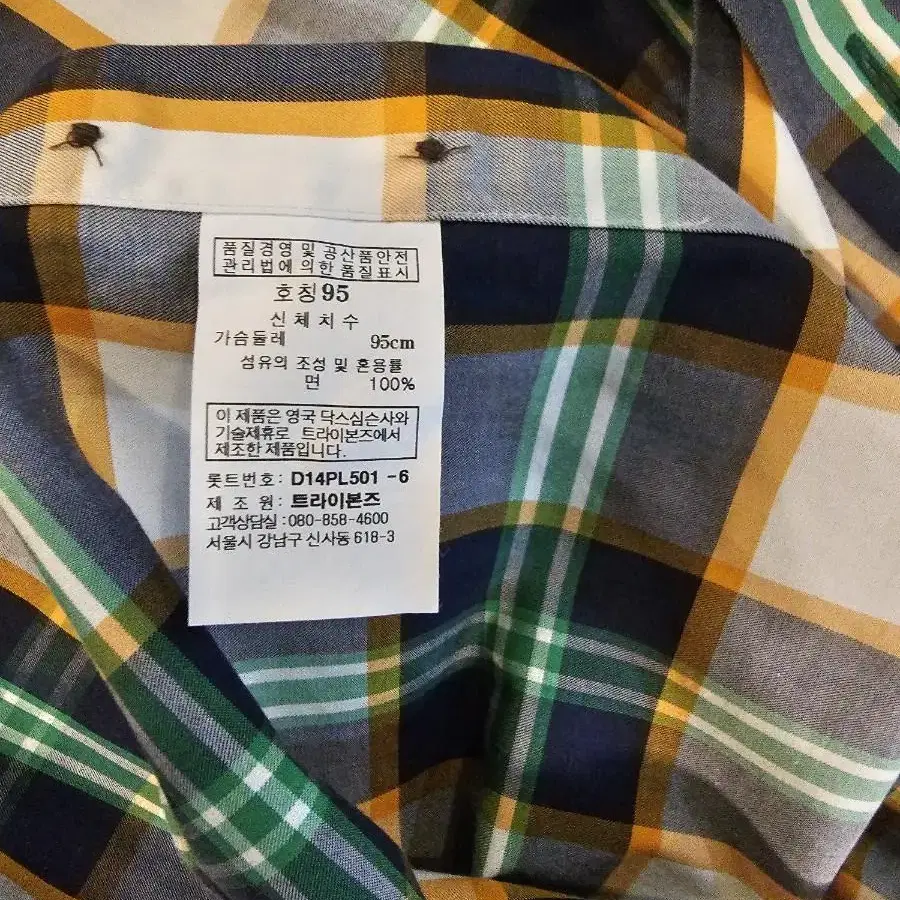 품질경영및 공산품안전
관리법에의한 품질표시
호칭 95
신체치수
가슴둘레 95cm
섬유의 조성 및 혼용률
면 100%
이 제품은 영국 닥스심슨사와
기술제휴로 트라이본즈에서
제조한 제품입니다.
롯트번호: D14PL501 -6
제 조 원: 트라이본즈
고객상담실: 080-858-4600
서울시 강남구 신사동 618-3